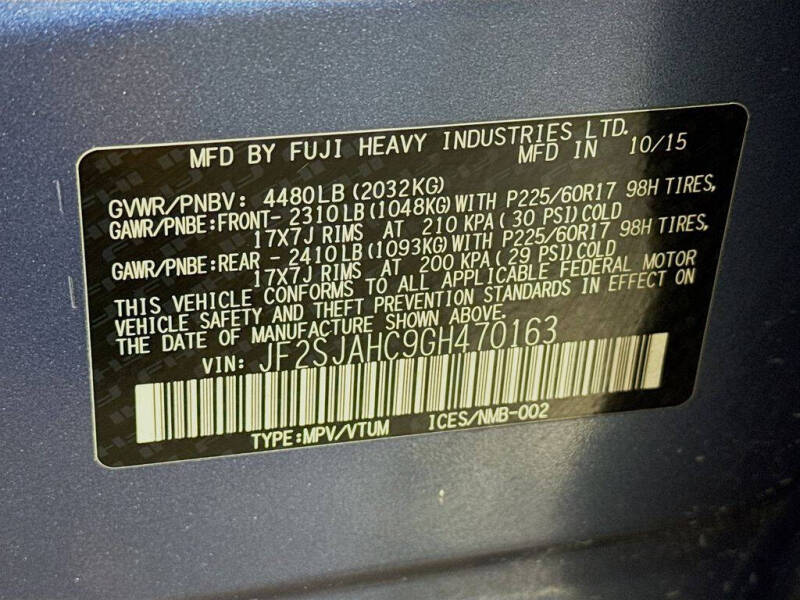 MFD BY FUJI HEAVY INDUSTRIES LTD.
MFD IN 10/15
GVWR/PNBV: 4480LB(2032KG)
GAWR/PNBE:FRONT-2310LB(1048KG)WITH P225/60R17 98H TIRES,
17X7J RIMS AT 210 KPA(30 PSI)COLD
GAWR/PNBE:REAR -2410LB(1093KG)WITH P225/60R17 98H TIRES,
17X7J RIMS AT 200 KPA(29 PSI)COLD
THIS VEHICLE CONFORMS TO ALL APPLICABLE FEDERAL MOTOR
VEHICLE SAFETY AND THEFT PREVENTION STANDARDS IN EFFECT ON
THE DATE OF MANUFACTURE SHOWN ABOVE.
VIN: JF2SJAHC9GH470163
TYPE:MPV/VTUM ICES/NMB-002